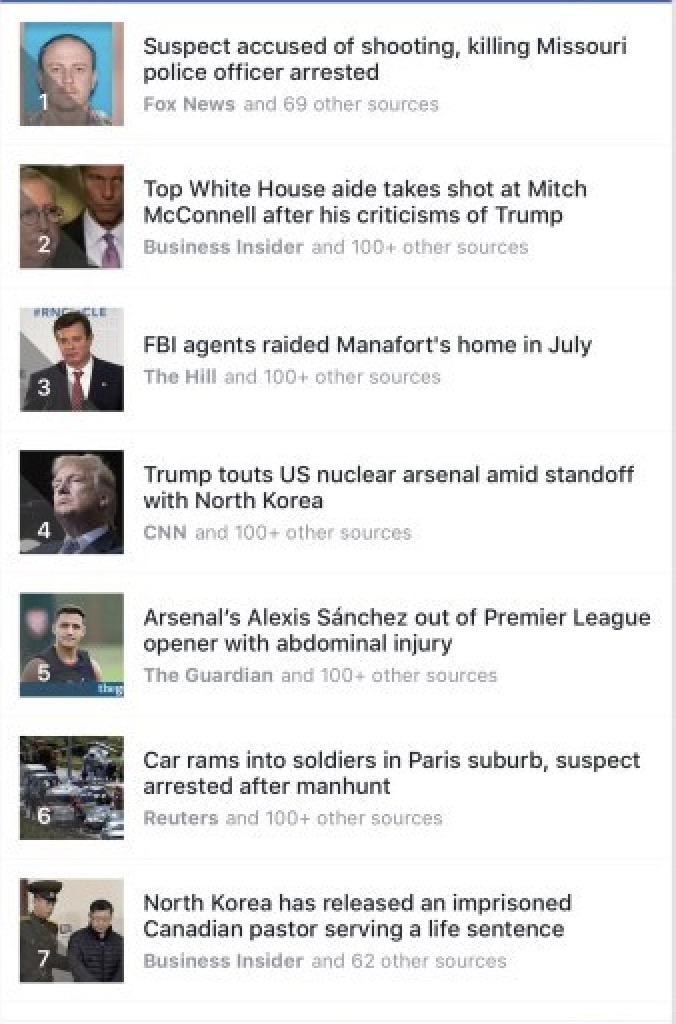 1
Suspect accused of shooting, killing Missouri
police officer arrested
Fox News and 69 other sources
2
Top White House aide takes shot at Mitch
McConnell after his criticisms of Trump
Business Insider and 100+ other sources
3
FBI agents raided Manafort's home in July
The Hill and 100+ other sources
4
Trump touts US nuclear arsenal amid standoff
with North Korea
CNN and 100+ other sources
5
Arsenal's Alexis Sánchez out of Premier League
opener with abdominal injury
The Guardian and 100+ other sources
6
Car rams into soldiers in Paris suburb, suspect
arrested after manhunt
Reuters and 100+ other sources
7
North Korea has released an imprisoned
Canadian pastor serving a life sentence
Business Insider and 62 other sources